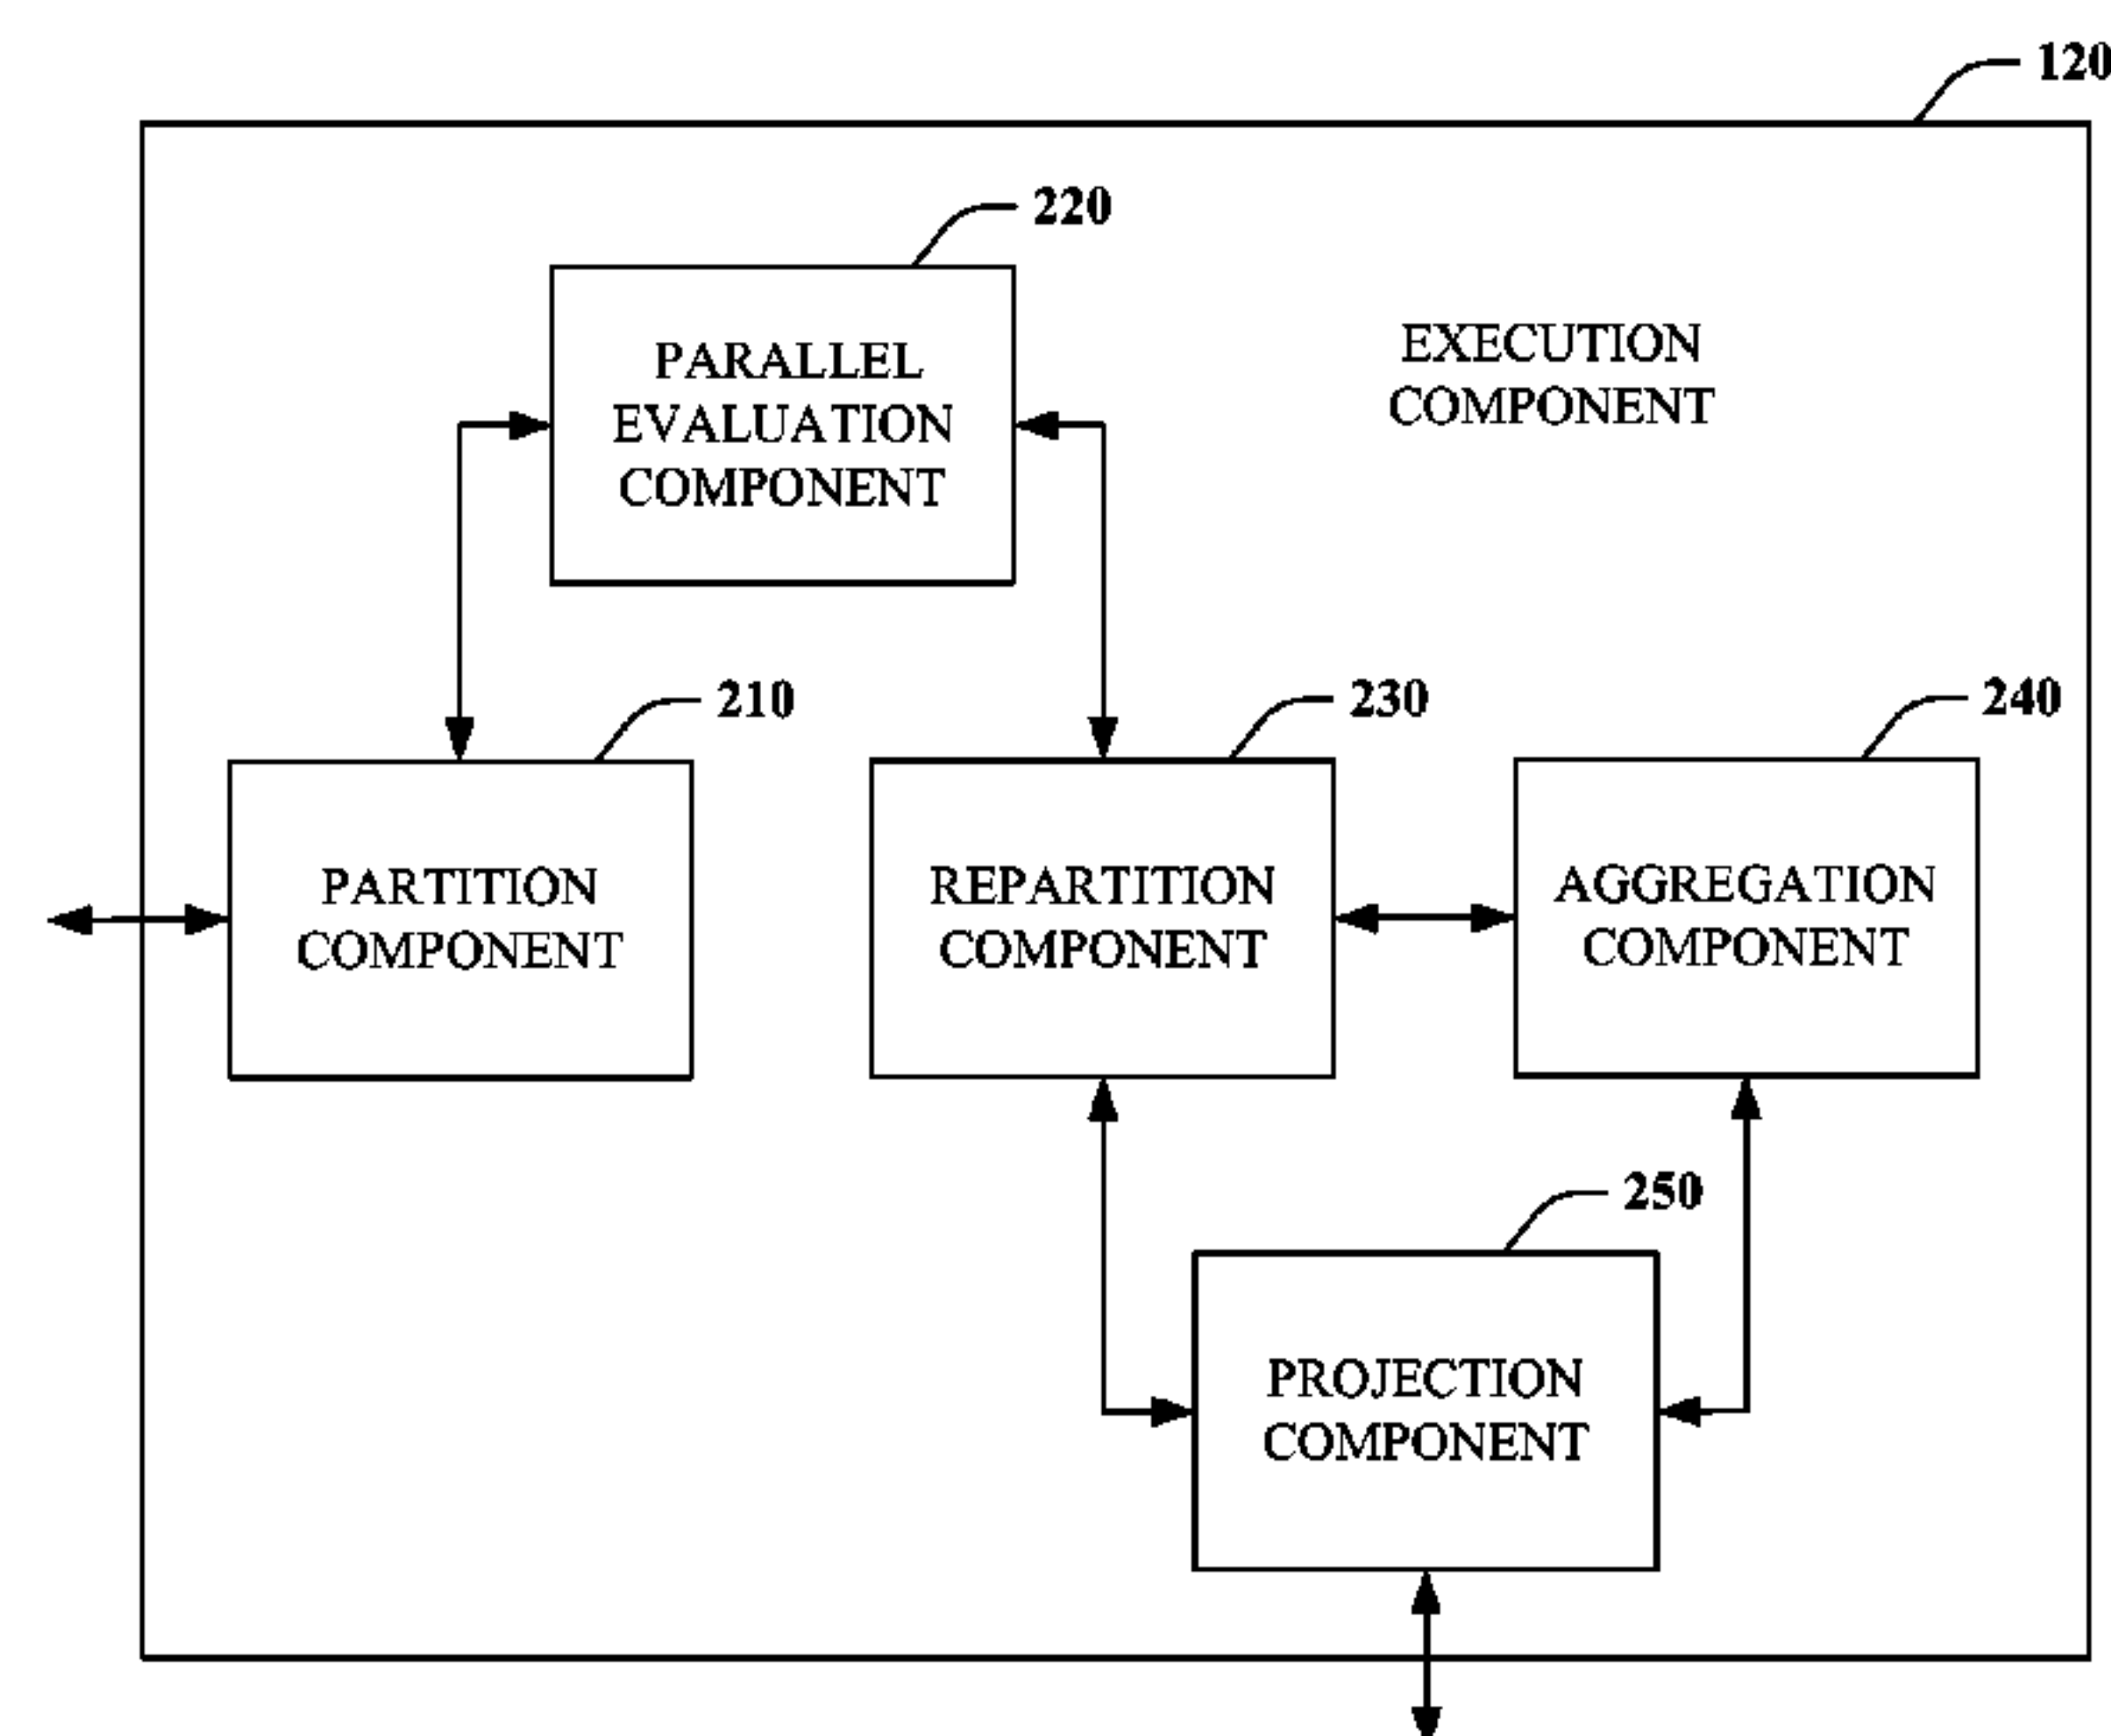 120
220
PARALLEL
EVALUATION
COMPONENT
EXECUTION
COMPONENT
210
230
240
PARTITION
COMPONENT
REPARTITION
COMPONENT
AGGREGATION
COMPONENT
250
PROJECTION
COMPONENT